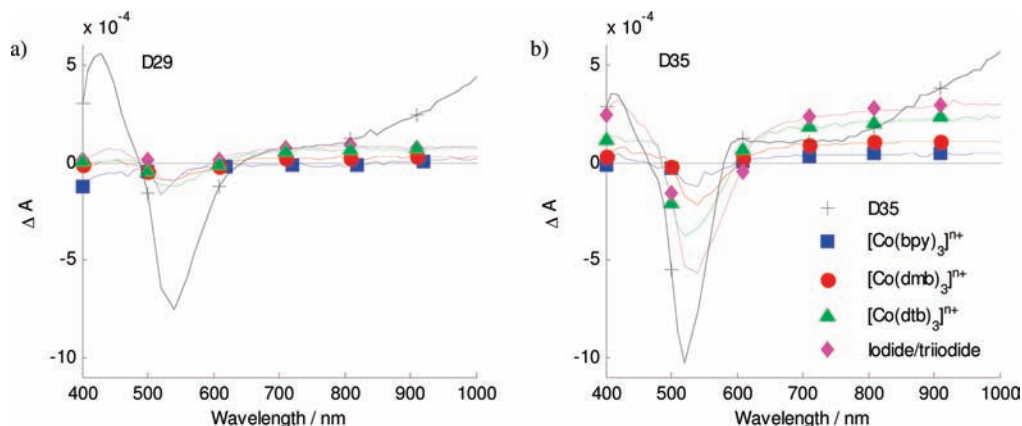 a)
x 10⁻⁴
D29
5
0
-5
-10
Δ A
400 500 600 700 800 900 1000
Wavelength / nm
b)
x 10⁻⁴
D35
5
0
-5
-10
Δ A
400 500 600 700 800 900 1000
Wavelength / nm
D35
[Co(bpy)₃]ⁿ⁺
[Co(dmb)₃]ⁿ⁺
[Co(dtb)₃]ⁿ⁺
Iodide/triiodide